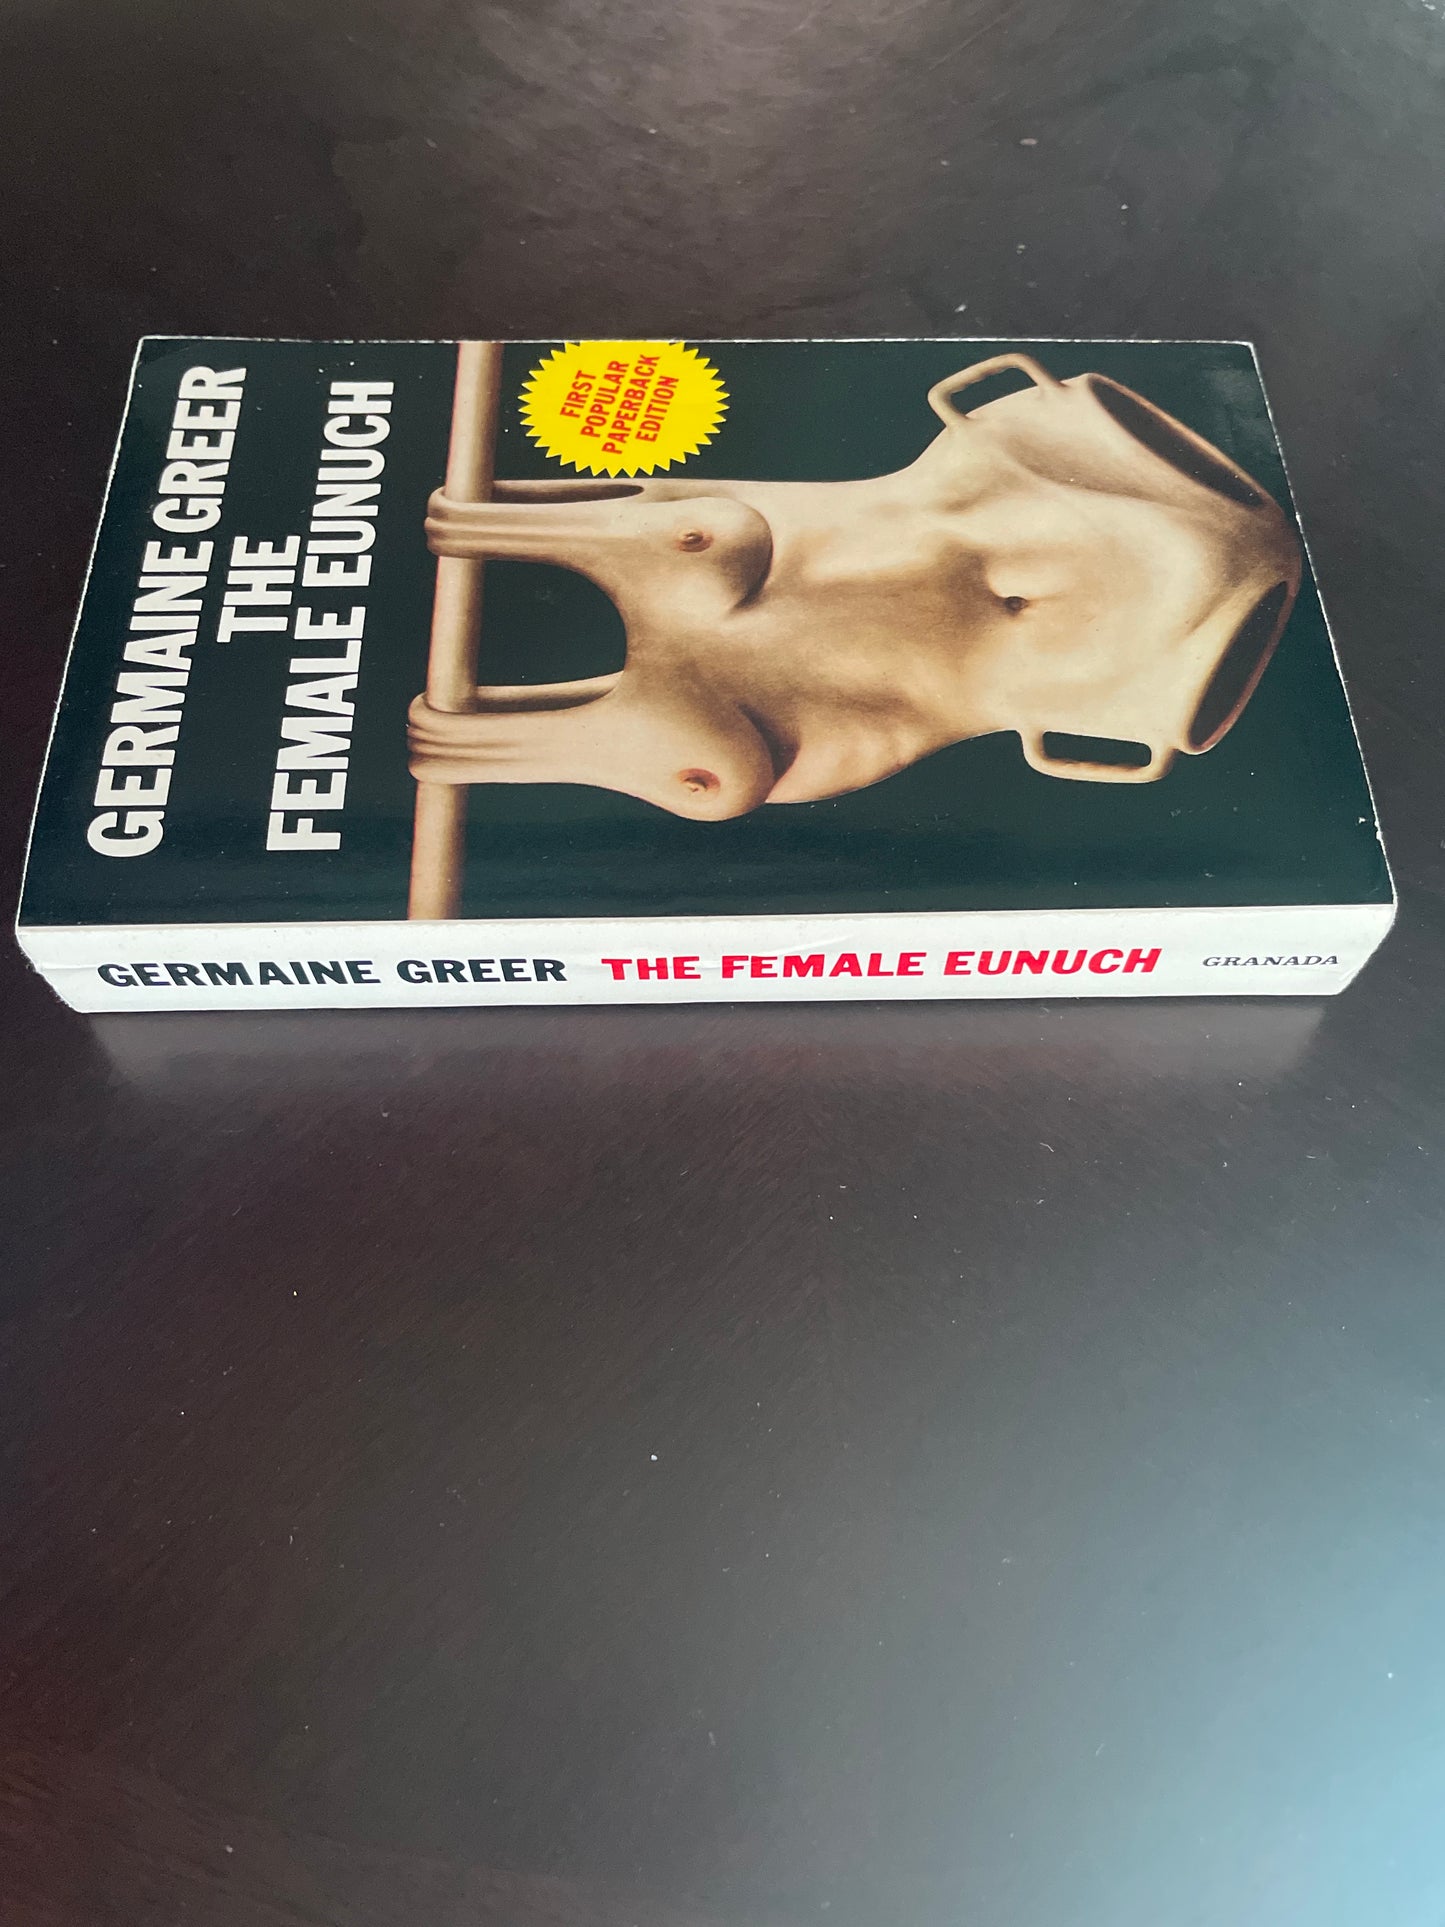 GERMAINE GREER
THE
FEMALE EUNUCH
FIRST
POPULAR
PAPERBACK
EDITION
GERMAINE GREER THE FEMALE EUNUCH GRANADA